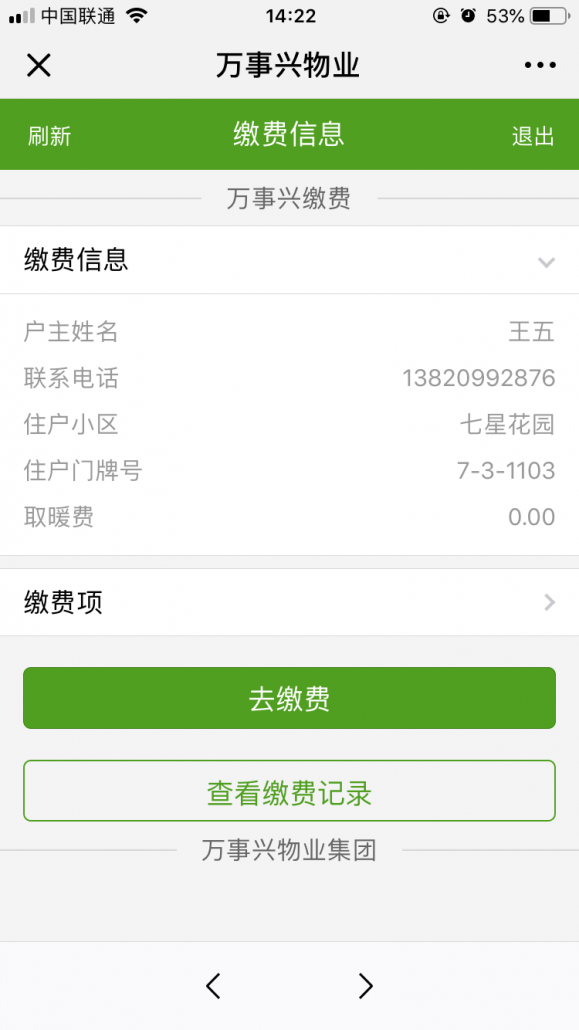 中国联通 14:22 53%
万事兴物业
刷新 缴费信息 退出
万事兴缴费
缴费信息
户主姓名 王五
联系电话 13820992876
住户小区 七星花园
住户门牌号 7-3-1103
取暖费 0.00
缴费项
去缴费
查看缴费记录
万事兴物业集团